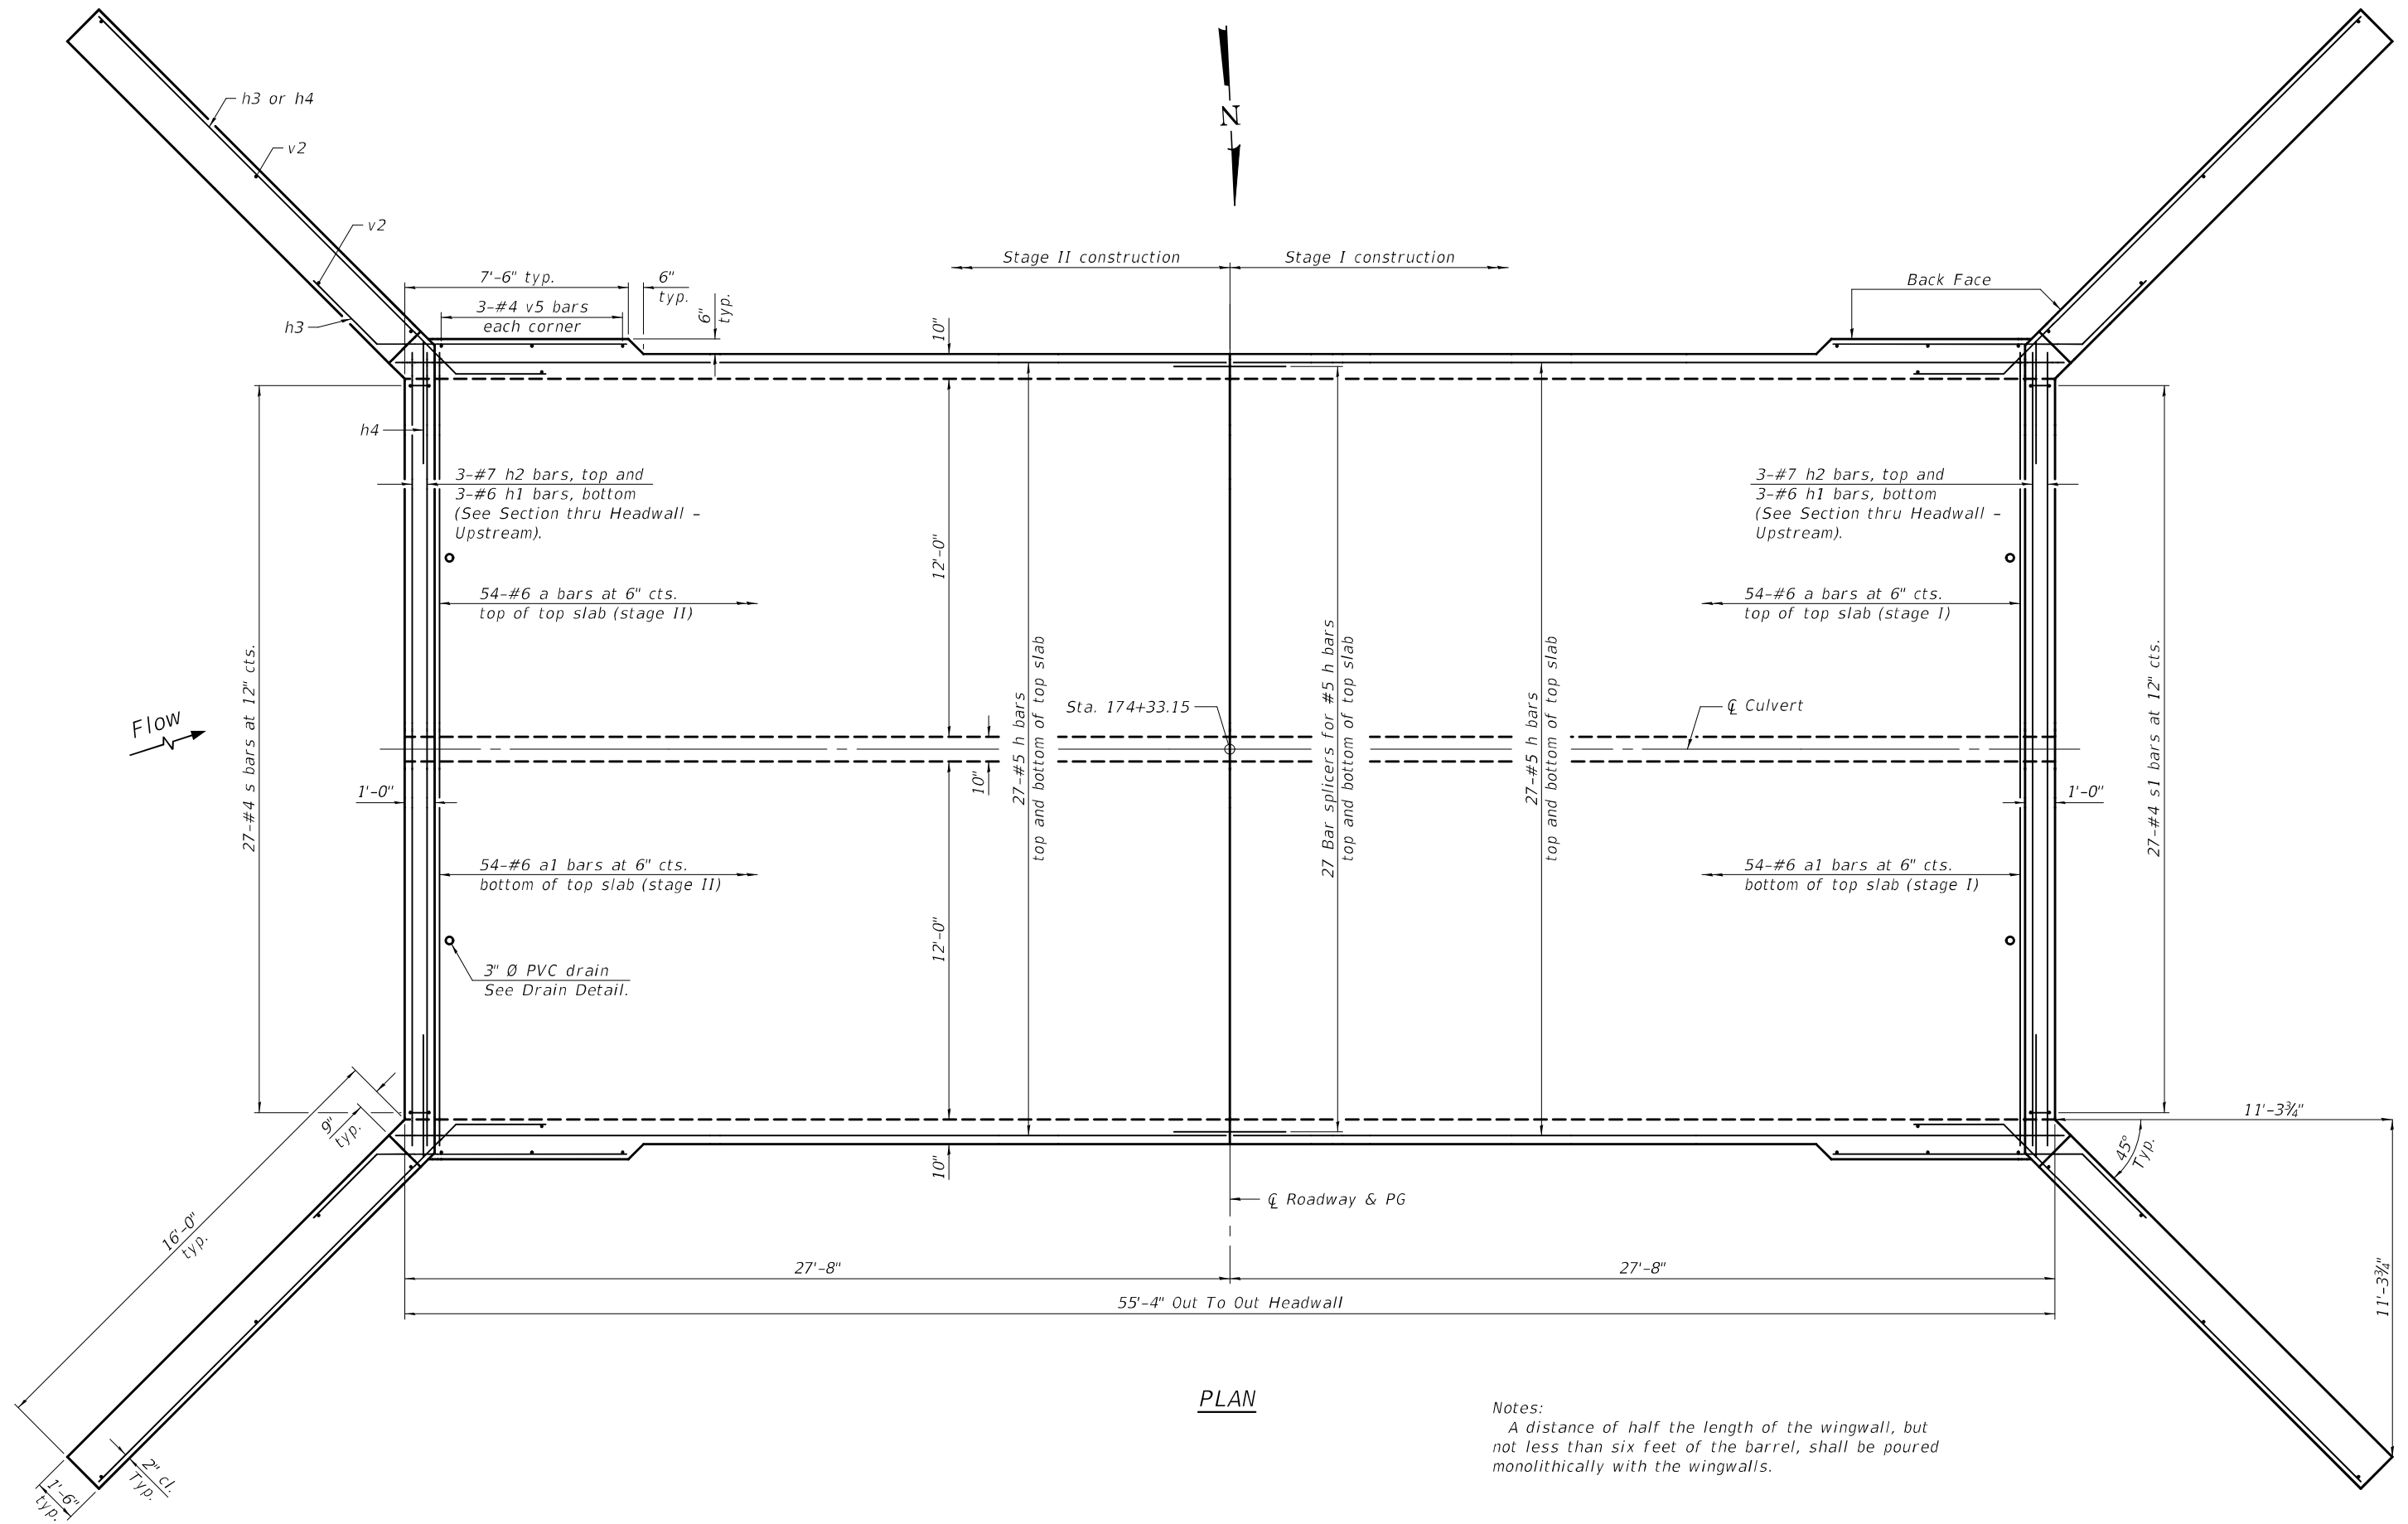 h3 or h4
v2
N
v2
Stage II construction
Stage I construction
7'-6" typ.
6"
typ.
6"
typ.
10"
Back Face
3-#4 v5 bars
each corner
h3
h4
3-#7 h2 bars, top and
3-#6 h1 bars, bottom
(See Section thru Headwall -
Upstream).
3-#7 h2 bars, top and
3-#6 h1 bars, bottom
(See Section thru Headwall -
Upstream).
12'-0"
54-#6 a bars at 6" cts.
top of top slab (stage II)
54-#6 a bars at 6" cts.
top of top slab (stage I)
27-#4 s bars at 12" cts.
27-#5 h bars
top and bottom of top slab
27 Bar splicers for #5 h bars
top and bottom of top slab
27-#5 h bars
top and bottom of top slab
27-#4 s1 bars at 12" cts.
Flow
Sta. 174+33.15
℄ Culvert
10"
1'-0"
1'-0"
54-#6 a1 bars at 6" cts.
bottom of top slab (stage II)
54-#6 a1 bars at 6" cts.
bottom of top slab (stage I)
12'-0"
3" Ø PVC drain
See Drain Detail.
9"
typ.
11'-3¾"
45°
Typ.
10"
℄ Roadway & PG
16'-0"
typ.
27'-8"
27'-8"
11'-3¾"
55'-4" Out To Out Headwall
PLAN
Notes:
A distance of half the length of the wingwall, but
not less than six feet of the barrel, shall be poured
monolithically with the wingwalls.
2" cl.
Typ.
1'-6"
typ.